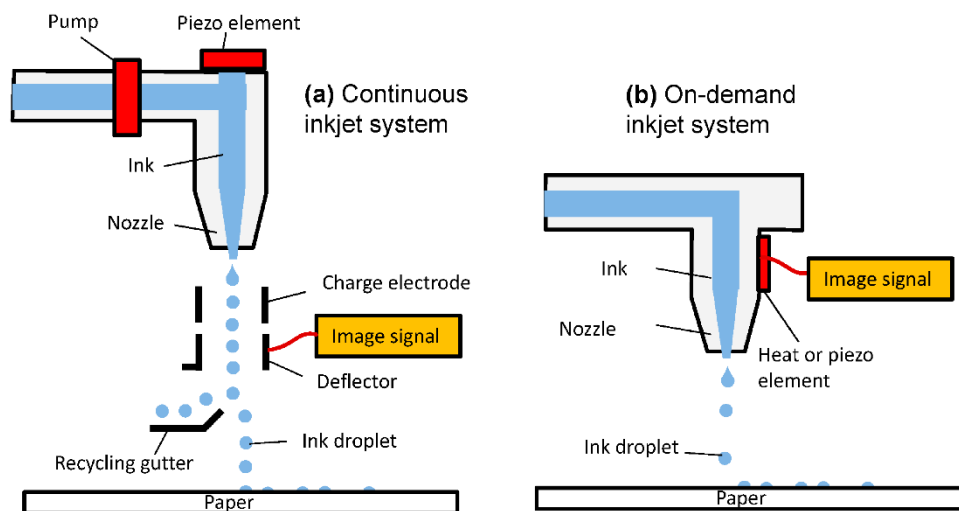 Piezo element
Pump
(a) Continuous
inkjet system
Ink
Nozzle
Charge electrode
Image signal
Deflector
Ink droplet
Recycling gutter
Paper
(b) On-demand
inkjet system
Ink
Image signal
Nozzle
Heat or piezo
element
Ink droplet
Paper